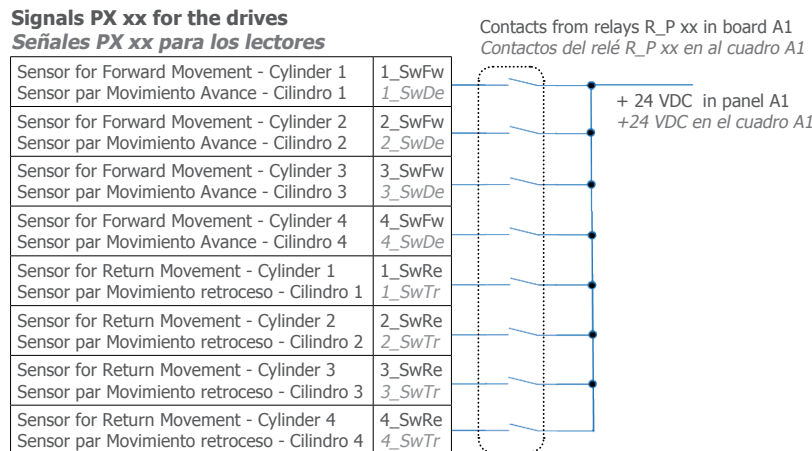 Signals PX xx for the drives
Señales PX xx para los lectores
Contacts from relays R_P xx in board A1
Contactos del relé R_P xx en al cuadro A1
Sensor for Forward Movement - Cylinder 1 1_SwFw
Sensor par Movimiento Avance - Cilindro 1 1_SwDe
+ 24 VDC in panel A1
+24 VDC en el cuadro A1
Sensor for Forward Movement - Cylinder 2 2_SwFw
Sensor par Movimiento Avance - Cilindro 2 2_SwDe
Sensor for Forward Movement - Cylinder 3 3_SwFw
Sensor par Movimiento Avance - Cilindro 3 3_SwDe
Sensor for Forward Movement - Cylinder 4 4_SwFw
Sensor par Movimiento Avance - Cilindro 4 4_SwDe
Sensor for Return Movement - Cylinder 1 1_SwRe
Sensor par Movimiento retroceso - Cilindro 1 1_SwTr
Sensor for Return Movement - Cylinder 2 2_SwRe
Sensor par Movimiento retroceso - Cilindro 2 2_SwTr
Sensor for Return Movement - Cylinder 3 3_SwRe
Sensor par Movimiento retroceso - Cilindro 3 3_SwTr
Sensor for Return Movement - Cylinder 4 4_SwRe
Sensor par Movimiento retroceso - Cilindro 4 4_SwTr